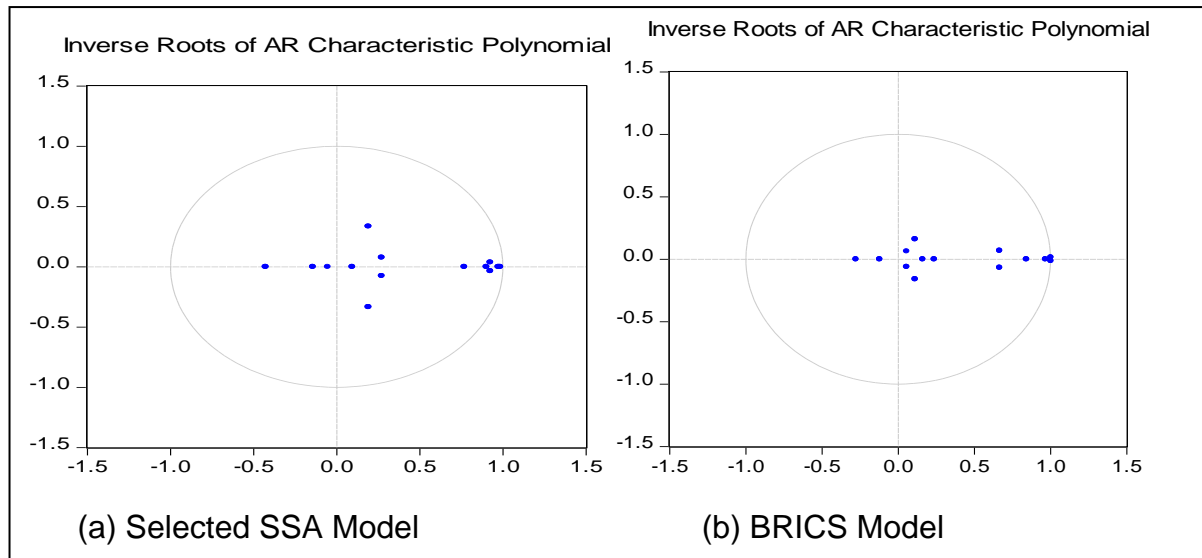 Inverse Roots of AR Characteristic Polynomial
1.5
1.0
0.5
0.0
-0.5
-1.0
-1.5
-1.5 -1.0 -0.5 0.0 0.5 1.0 1.5
(a) Selected SSA Model
Inverse Roots of AR Characteristic Polynomial
1.5
1.0
0.5
0.0
-0.5
-1.0
-1.5
-1.5 -1.0 -0.5 0.0 0.5 1.0 1.5
(b) BRICS Model